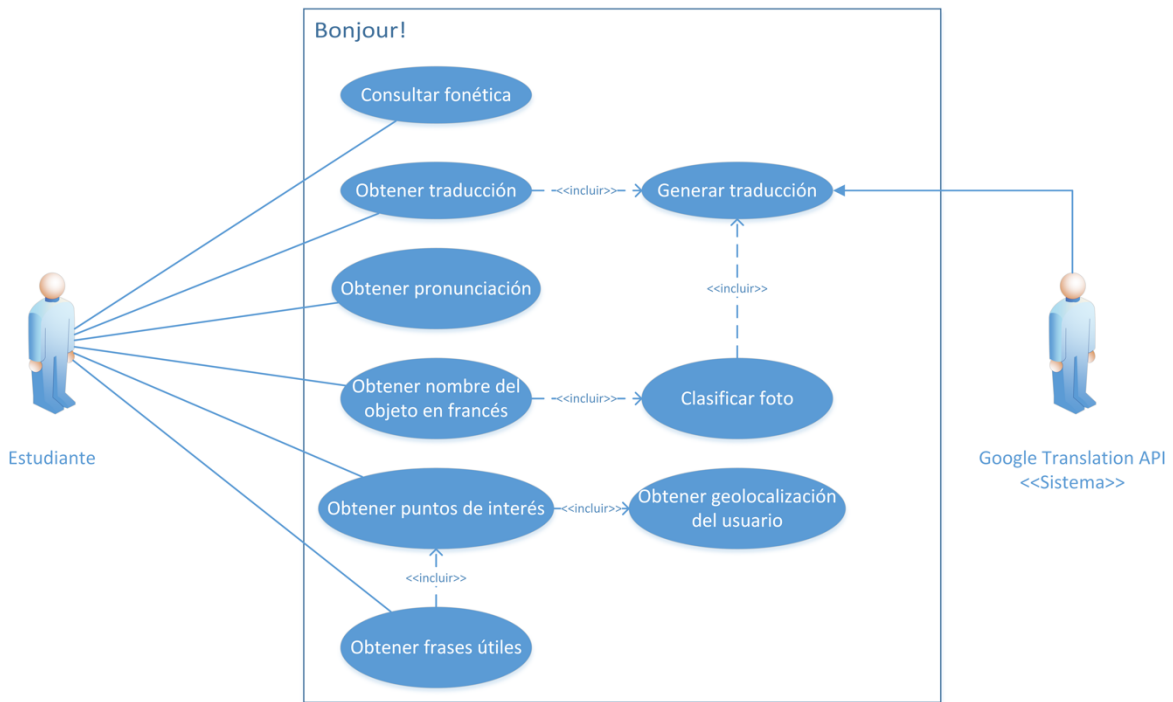 Bonjour!
Consultar fonética
Obtener traducción
<<incluir>>
Generar traducción
Obtener pronunciación
<<incluir>>
Obtener nombre del
objeto en francés
<<incluir>>
Clasificar foto
Estudiante
Google Translation API
<<Sistema>>
Obtener puntos de interés
<<incluir>>
Obtener geolocalización
del usuario
<<incluir>>
Obtener frases útiles